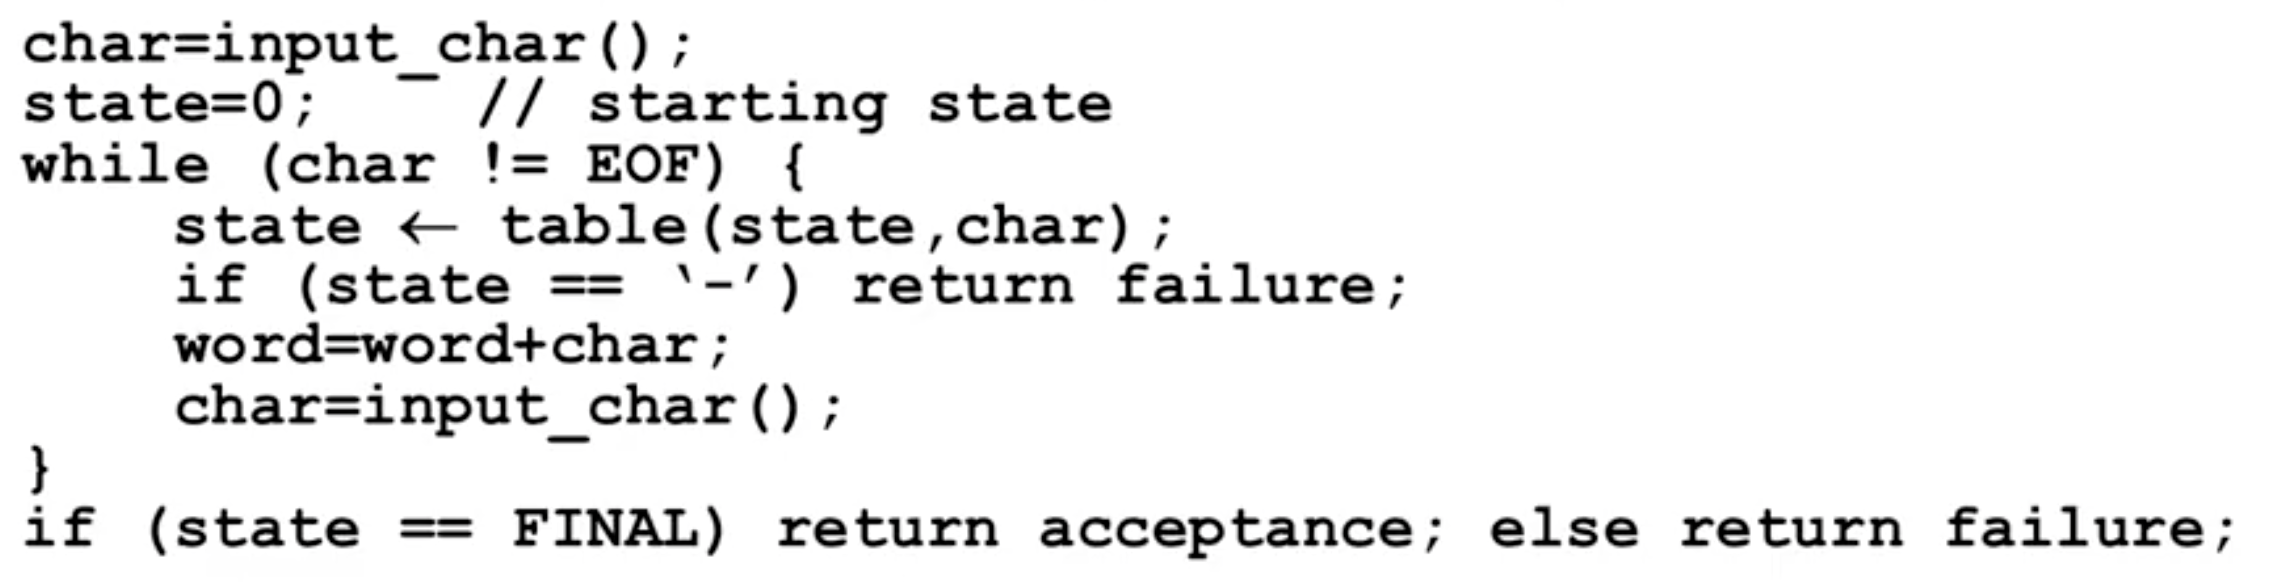 char=input_char();
state=0;    // starting state
while (char != EOF) {
    state ← table(state,char);
    if (state == ‵-′) return failure;
    word=word+char;
    char=input_char();
}
if (state == FINAL) return acceptance; else return failure;